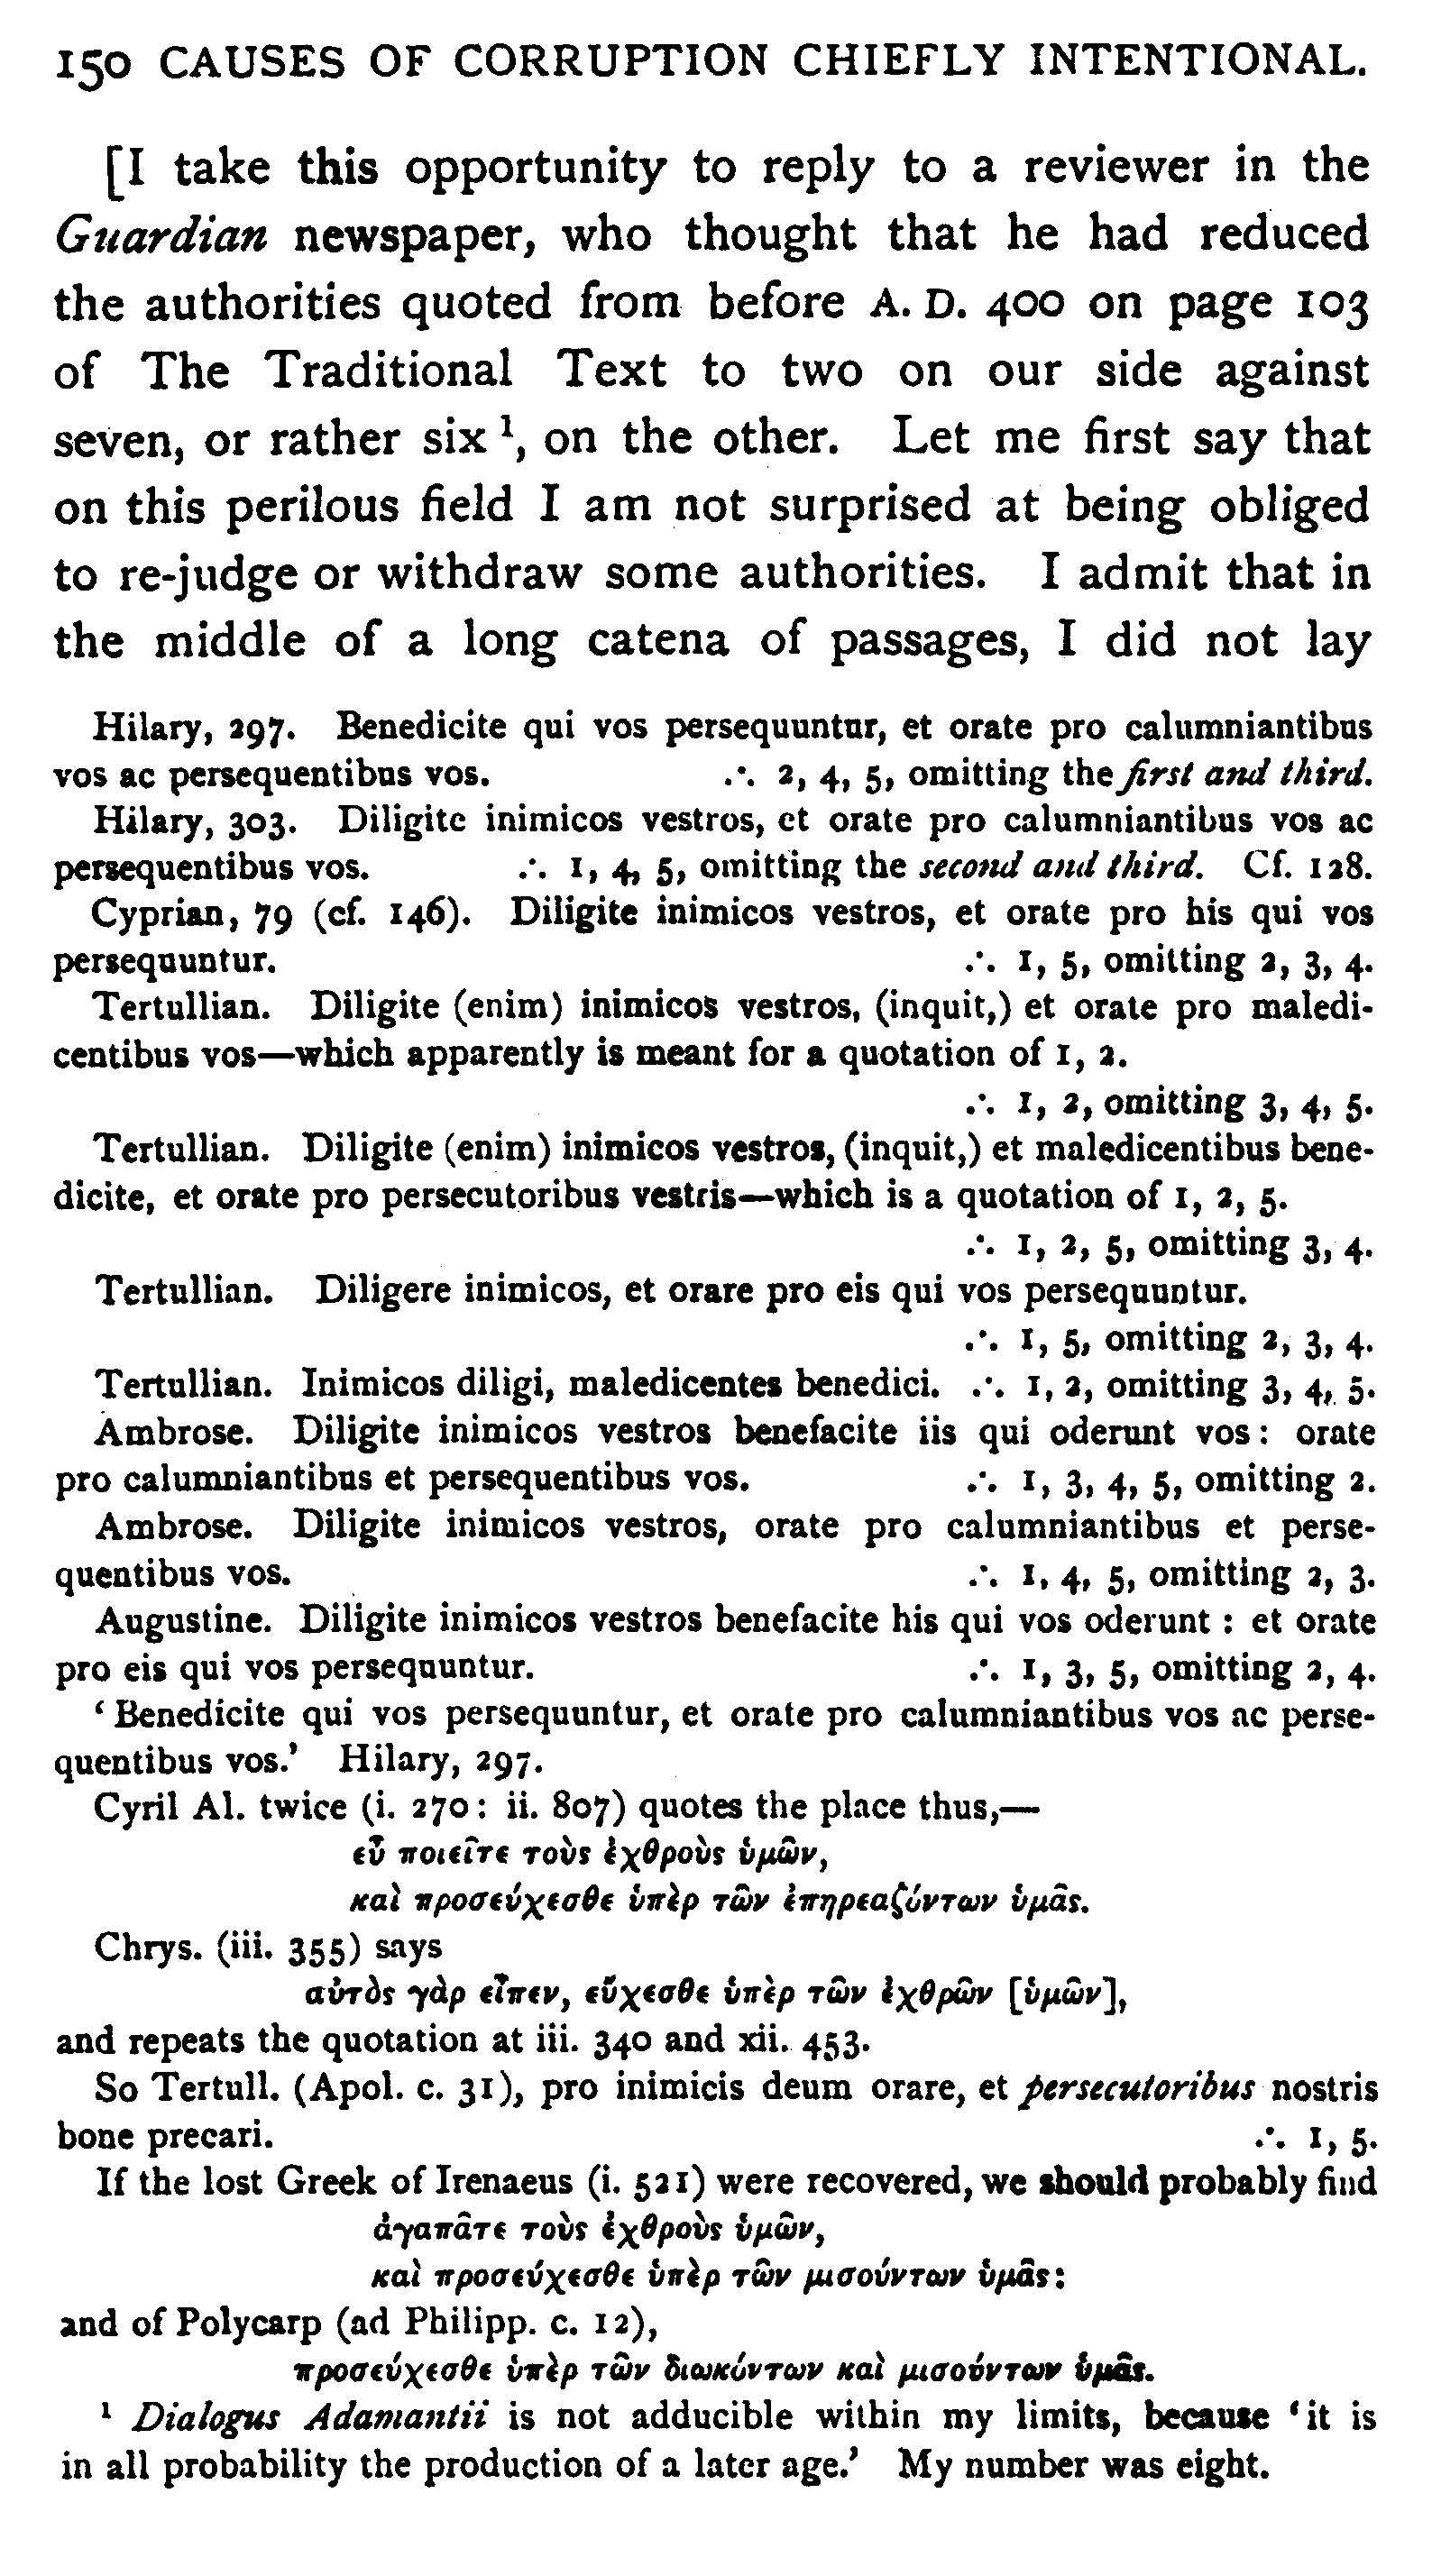 150 CAUSES OF CORRUPTION CHIEFLY INTENTIONAL.
[I take this opportunity to reply to a reviewer in the
Guardian newspaper, who thought that he had reduced
the authorities quoted from before A. D. 400 on page 103
of The Traditional Text to two on our side against
seven, or rather six ¹, on the other. Let me first say that
on this perilous field I am not surprised at being obliged
to re-judge or withdraw some authorities. I admit that in
the middle of a long catena of passages, I did not lay
Hilary, 297. Benedicite qui vos persequuntur, et orate pro calumniantibus
vos ac persequentibus vos. ∴ 2, 4, 5, omitting the first and third.
Hilary, 303. Diligite inimicos vestros, et orate pro calumniantibus vos ac
persequentibus vos. ∴ 1, 4, 5, omitting the second and third. Cf. 128.
Cyprian, 79 (cf. 146). Diligite inimicos vestros, et orate pro his qui vos
persequuntur. ∴ 1, 5, omitting 2, 3, 4.
Tertullian. Diligite (enim) inimicos vestros, (inquit,) et orate pro maledi-
centibus vos—which apparently is meant for a quotation of 1, 2.
∴ 1, 2, omitting 3, 4, 5.
Tertullian. Diligite (enim) inimicos vestros, (inquit,) et maledicentibus bene-
dicite, et orate pro persecutoribus vestris—which is a quotation of 1, 2, 5.
∴ 1, 2, 5, omitting 3, 4.
Tertullian. Diligere inimicos, et orare pro eis qui vos persequuntur.
∴ 1, 5, omitting 2, 3, 4.
Tertullian. Inimicos diligi, maledicentes benedici. ∴ 1, 2, omitting 3, 4, 5.
Ambrose. Diligite inimicos vestros benefacite iis qui oderunt vos: orate
pro calumniantibus et persequentibus vos. ∴ 1, 3, 4, 5, omitting 2.
Ambrose. Diligite inimicos vestros, orate pro calumniantibus et perse-
quentibus vos. ∴ 1, 4, 5, omitting 2, 3.
Augustine. Diligite inimicos vestros benefacite his qui vos oderunt : et orate
pro eis qui vos persequuntur. ∴ 1, 3, 5, omitting 2, 4.
‘ Benedicite qui vos persequuntur, et orate pro calumniantibus vos ac perse-
quentibus vos.’ Hilary, 297.
Cyril Al. twice (i. 270: ii. 807) quotes the place thus,—
εὖ ποιεῖτε τοὺς ἐχθροὺς ὑμῶν,
καὶ προσεύχεσθε ὑπὲρ τῶν ἐπηρεαζόντων ὑμᾶς.
Chrys. (iii. 355) says
αὐτὸς γὰρ εἶπεν, εὔχεσθε ὑπὲρ τῶν ἐχθρῶν [ὑμῶν],
and repeats the quotation at iii. 340 and xii. 453.
So Tertull. (Apol. c. 31), pro inimicis deum orare, et persecutoribus nostris
bone precari. ∴ 1, 5.
If the lost Greek of Irenaeus (i. 521) were recovered, we should probably find
ἀγαπᾶτε τοὺς ἐχθροὺς ὑμῶν,
καὶ προσεύχεσθε ὑπὲρ τῶν μισούντων ὑμᾶς:
and of Polycarp (ad Philipp. c. 12),
προσεύχεσθε ὑπὲρ τῶν διωκόντων καὶ μισούντων ὑμᾶς.
¹ Dialogus Adamantii is not adducible within my limits, because ‘it is
in all probability the production of a later age.’ My number was eight.